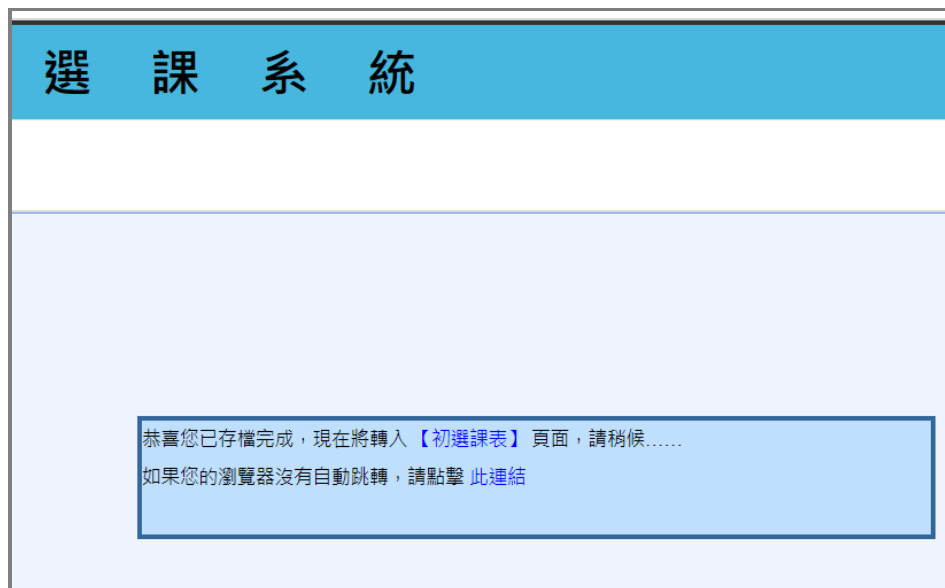 選 課 系 統
恭喜您已存檔完成，現在將轉入【初選課表】頁面，請稍候……
如果您的瀏覽器沒有自動跳轉，請點擊 此連結